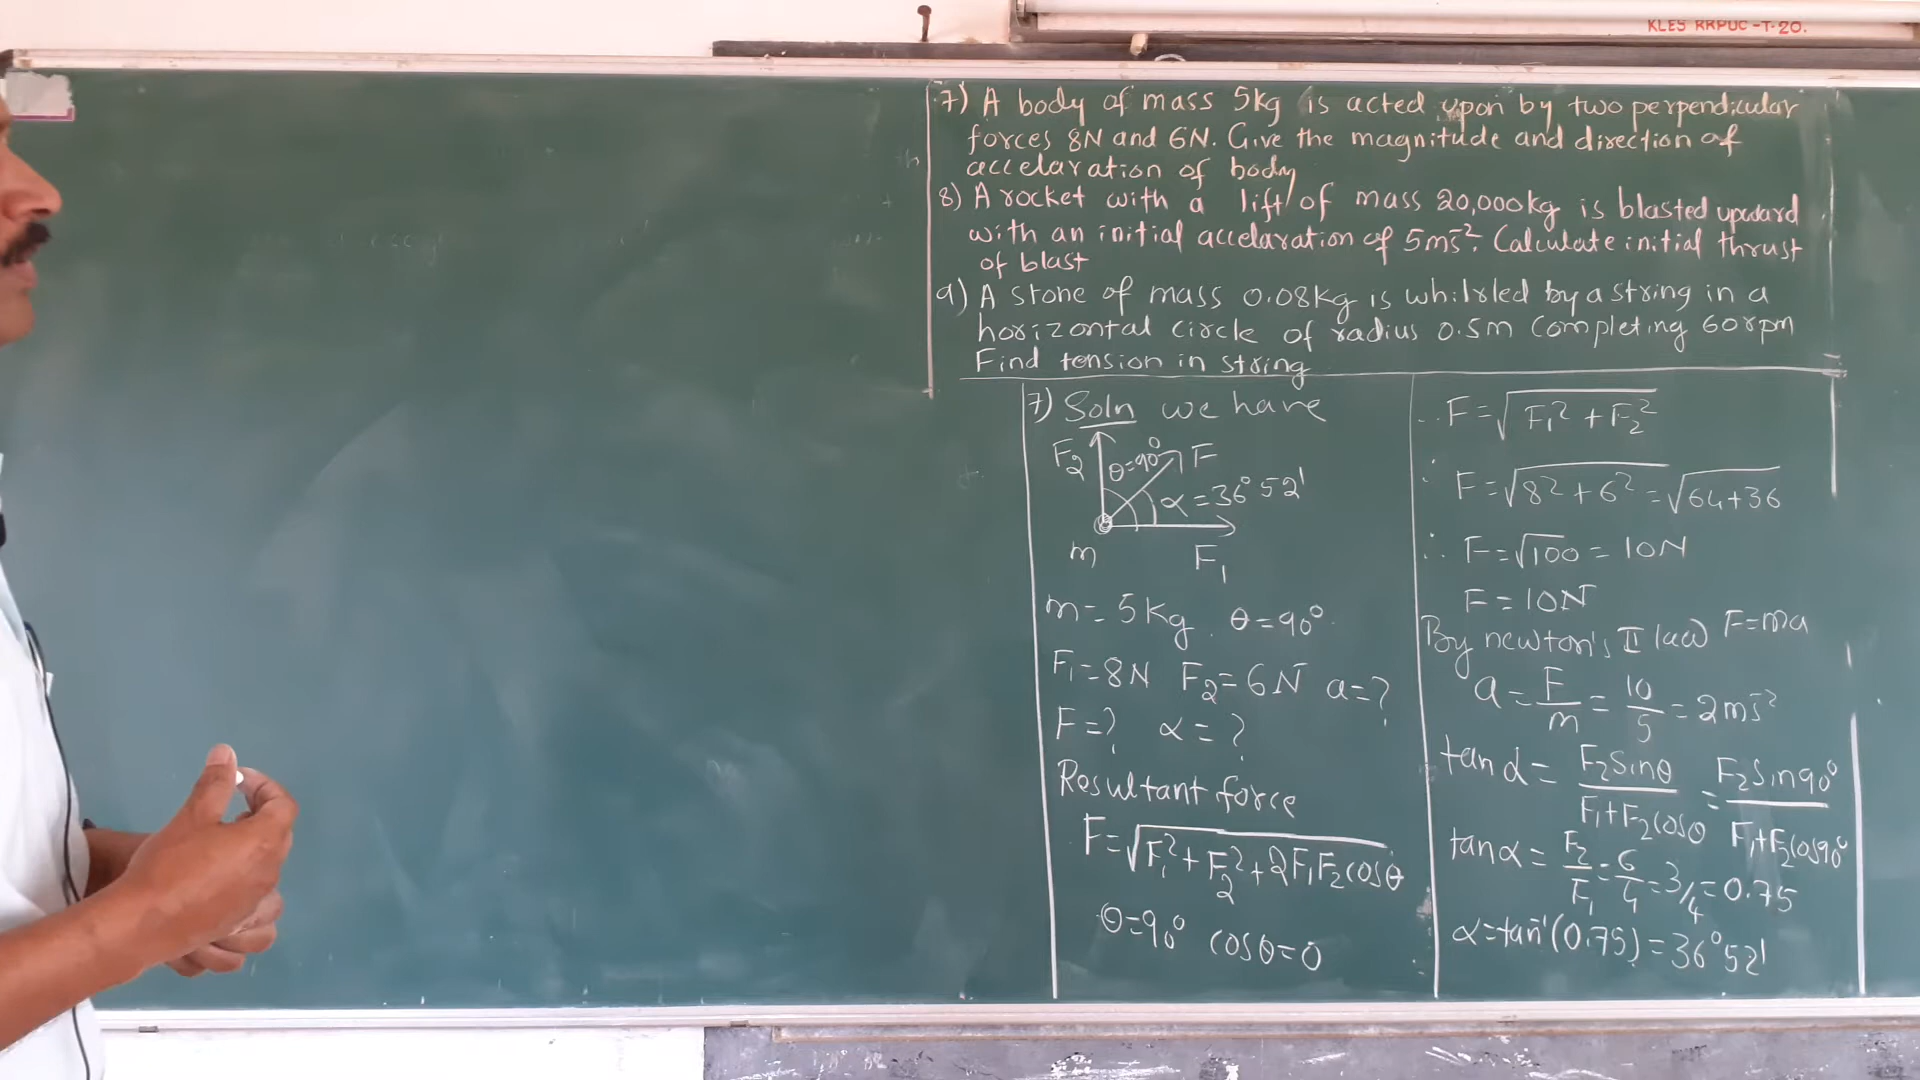 KLES RRPUC-T-20.
7) A body of mass 5kg is acted upon by two perpendicular
forces 8N and 6N. Give the magnitude and direction of
accelaration of body
8) A rocket with a lift of mass 20,000kg is blasted upward
with an initial accelaration of 5ms⁻². Calculate initial thrust
of blast
9) A stone of mass 0.08kg is whilrled by a string in a
horizontal circle of radius 0.5m completing 60rpm
Find tension in string
7) Soln we have
F₂ θ=90° F
α=36°52'
m F₁
m=5Kg. θ=90°
F₁=8N F₂=6N a=?
F=? α=?
Resultant force
F=√F₁²+F₂²+2F₁F₂cosθ
θ=90° cosθ=0
∴ F=√F₁²+F₂²
∴ F=√8²+6²=√64+36
∴ F=√100=10N
F=10N
By newton's II law F=ma
a=F/m=10/5=2ms⁻²
tanα=F₂sinθ/F₁+F₂cosθ=F₂sin90°/F₁+F₂cos90°
tanα=F₂/F₁=6/4=3/4=0.75
α=tan⁻¹(0.75)=36°52'